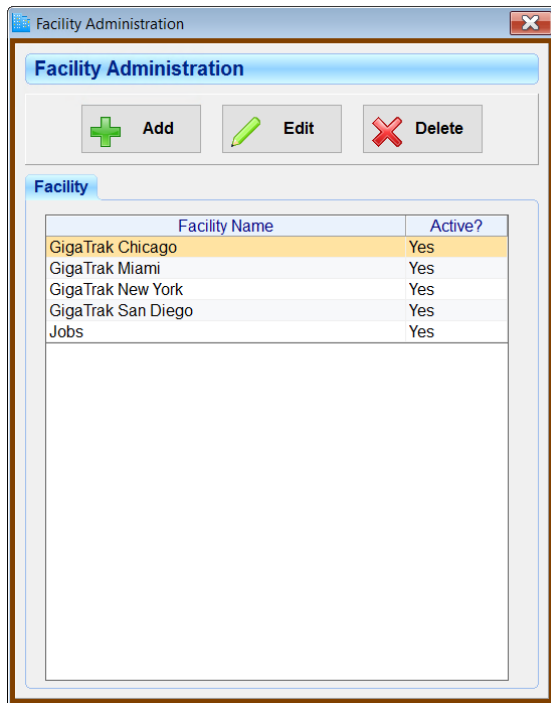 Facility Administration
Facility Administration
Add Edit Delete
Facility
Facility Name Active?
GigaTrak Chicago Yes
GigaTrak Miami Yes
GigaTrak New York Yes
GigaTrak San Diego Yes
Jobs Yes